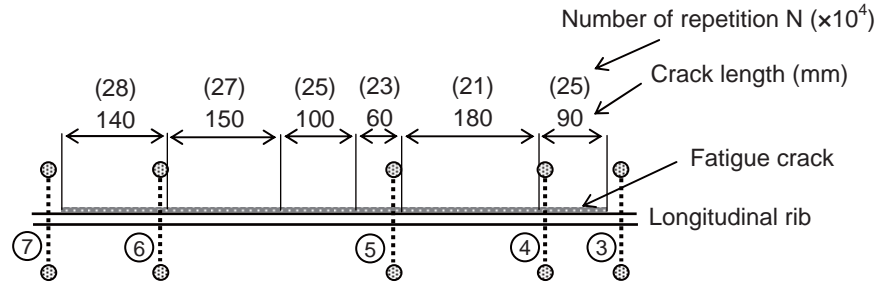 Number of repetition N (×10⁴)
Crack length (mm)
(28) (27) (25) (23) (21) (25)
140 150 100 60 180 90
Fatigue crack
Longitudinal rib
⑦ ⑥ ⑤ ④ ③